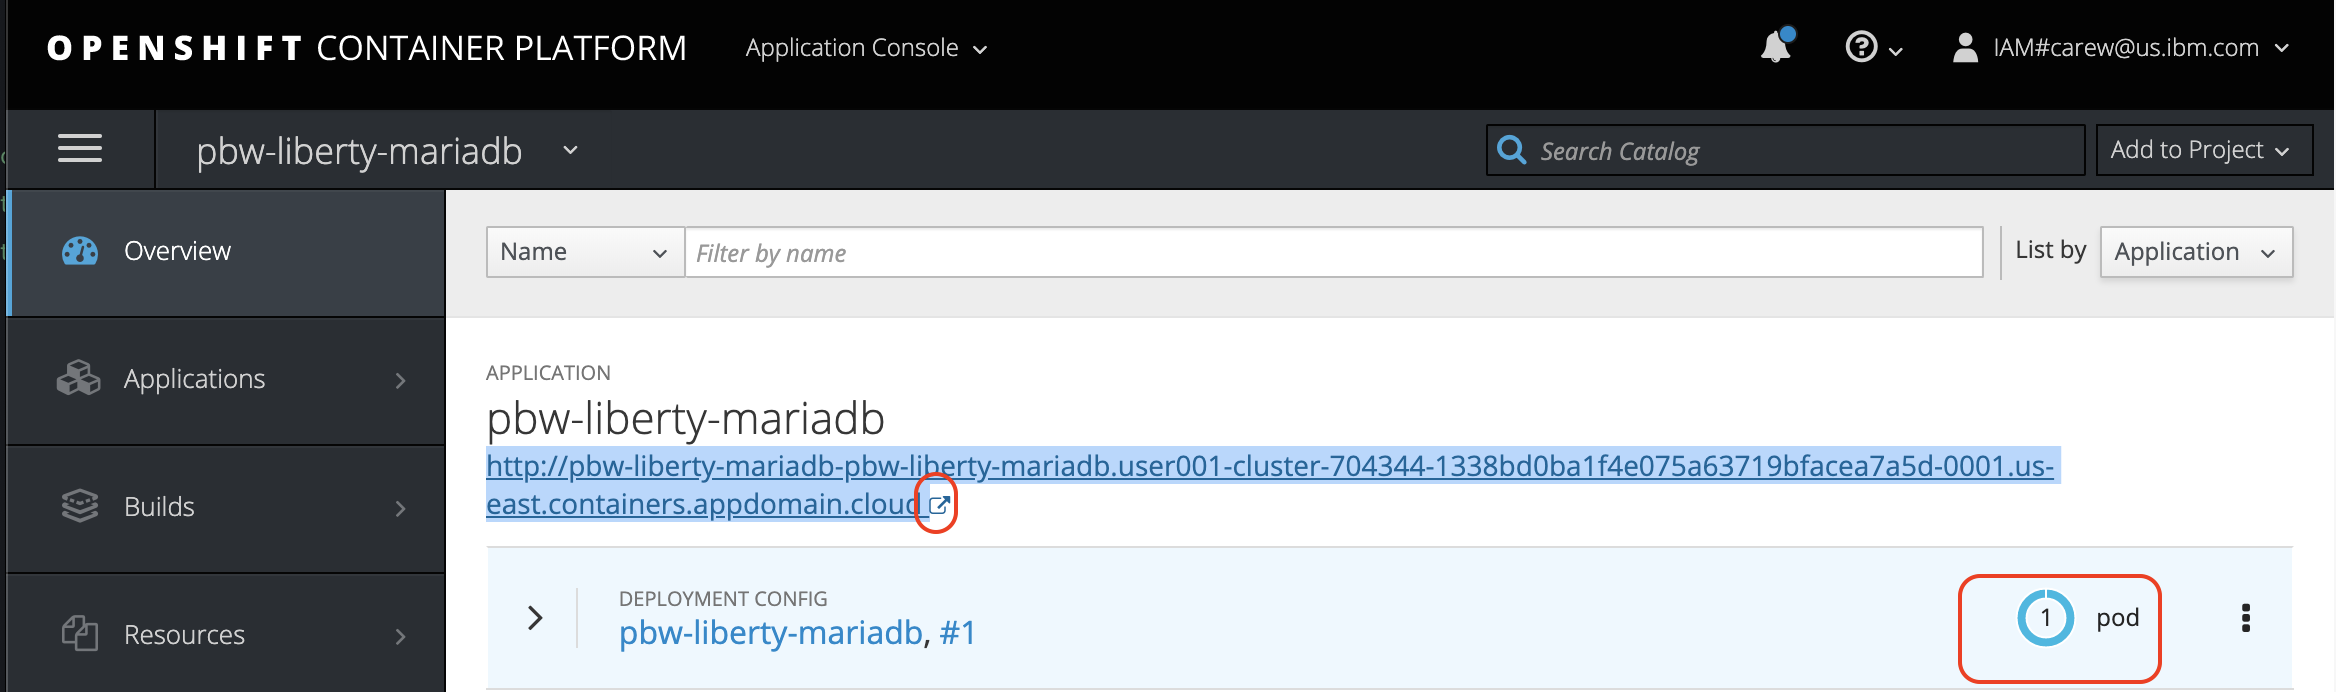 OPENSHIFT CONTAINER PLATFORM Application Console IAM#carew@us.ibm.com
pbw-liberty-mariadb Search Catalog Add to Project
Overview
Name Filter by name List by Application
Applications
APPLICATION
pbw-liberty-mariadb
http://pbw-liberty-mariadb-pbw-liberty-mariadb.user001-cluster-704344-1338bd0ba1f4e075a63719bfacea7a5d-0001.us-
east.containers.appdomain.cloud
Builds
Resources
DEPLOYMENT CONFIG
pbw-liberty-mariadb, #1
1 pod